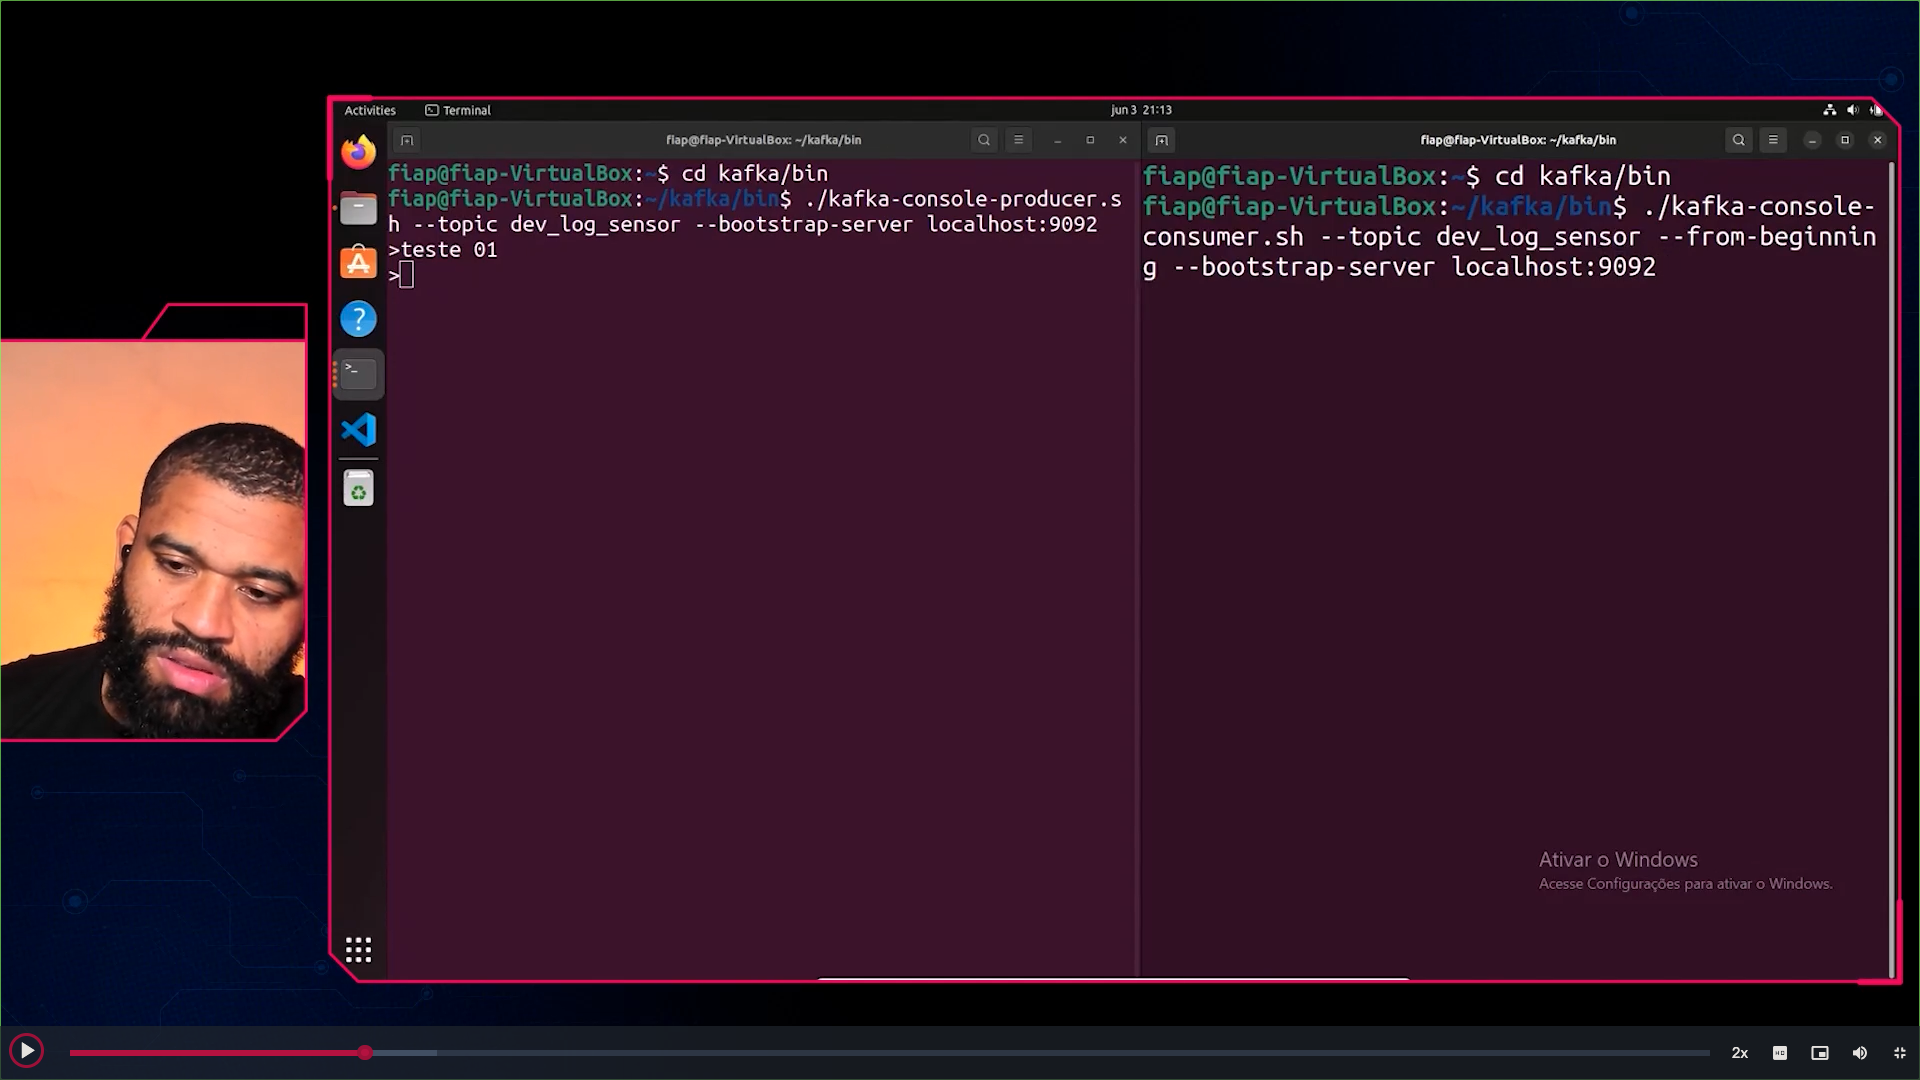 Activities
Terminal
jun 3 21:13
fiap@fiap-VirtualBox: ~/kafka/bin
fiap@fiap-VirtualBox:~$ cd kafka/bin
fiap@fiap-VirtualBox:~/kafka/bin$ ./kafka-console-producer.s
h --topic dev_log_sensor --bootstrap-server localhost:9092
>teste 01
>
fiap@fiap-VirtualBox: ~/kafka/bin
fiap@fiap-VirtualBox:~$ cd kafka/bin
fiap@fiap-VirtualBox:~/kafka/bin$ ./kafka-console-
consumer.sh --topic dev_log_sensor --from-beginnin
g --bootstrap-server localhost:9092
Ativar o Windows
Acesse Configurações para ativar o Windows.
2x
HD